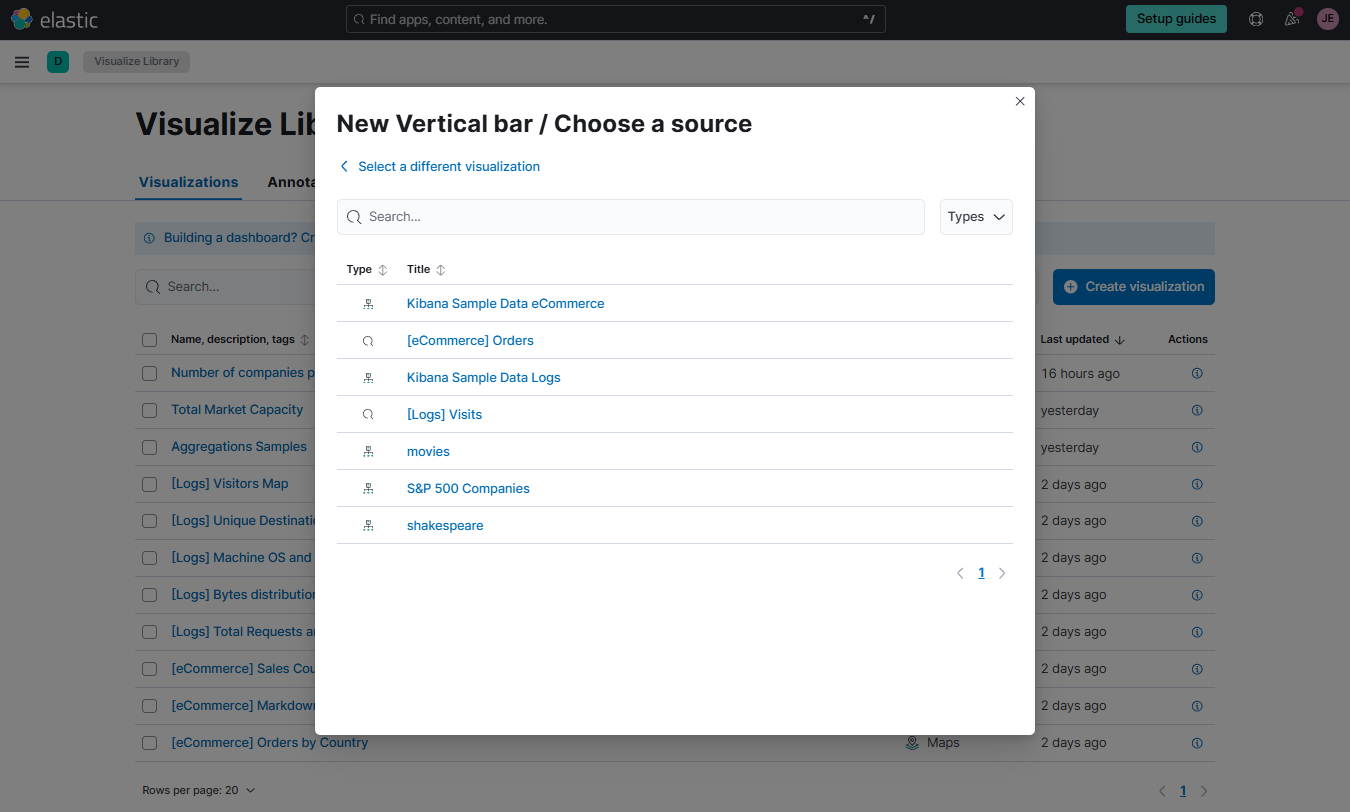 elastic
Find apps, content, and more.
^/
Setup guides
JE
D
Visualize Library
Visualize Lib
New Vertical bar / Choose a source
Select a different visualization
Visualizations
Annota
Search...
Types
Building a dashboard? Cr
Type
Title
Search...
Create visualization
Kibana Sample Data eCommerce
[eCommerce] Orders
Kibana Sample Data Logs
[Logs] Visits
movies
S&P 500 Companies
shakespeare
1
Name, description, tags
Last updated
Actions
Number of companies p
16 hours ago
Total Market Capacity
yesterday
Aggregations Samples
yesterday
[Logs] Visitors Map
2 days ago
[Logs] Unique Destinati
2 days ago
[Logs] Machine OS and
2 days ago
[Logs] Bytes distribution
2 days ago
[Logs] Total Requests a
2 days ago
[eCommerce] Sales Cou
2 days ago
[eCommerce] Markdown
2 days ago
[eCommerce] Orders by Country
Maps
2 days ago
Rows per page: 20
1